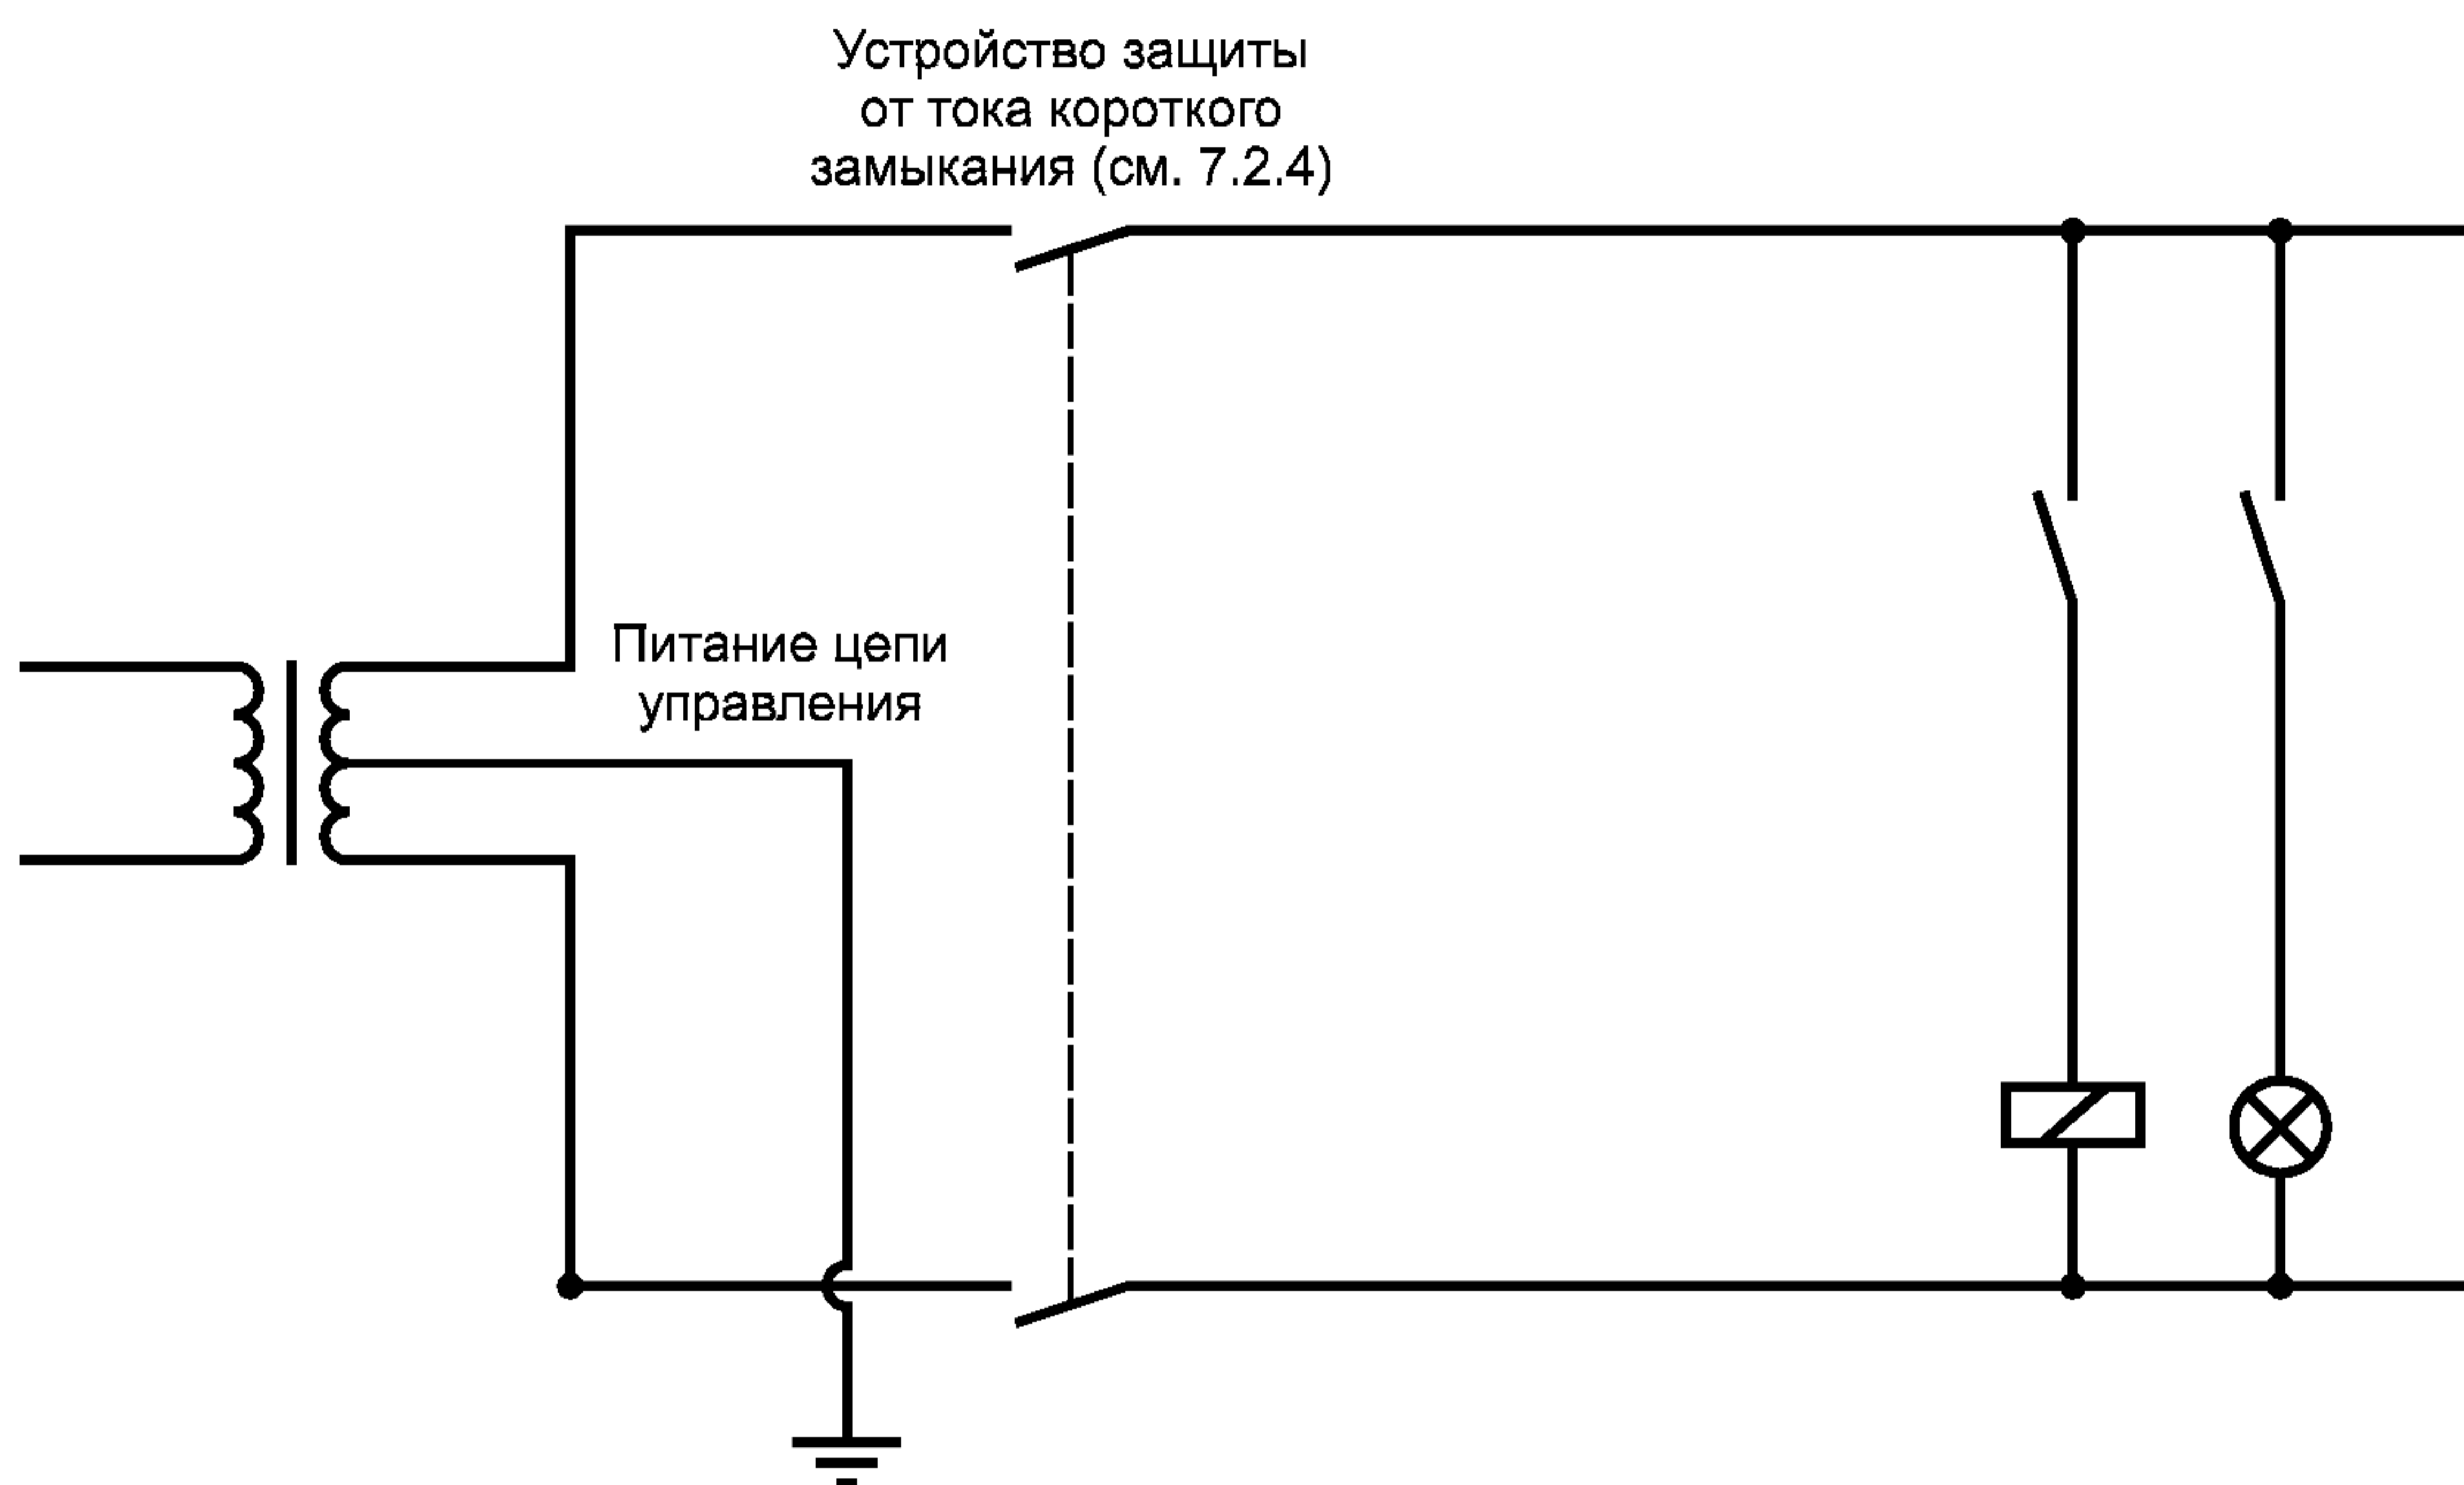 Устройство защиты
от тока короткого
замыкания (см. 7.2.4)
Питание цепи
управления